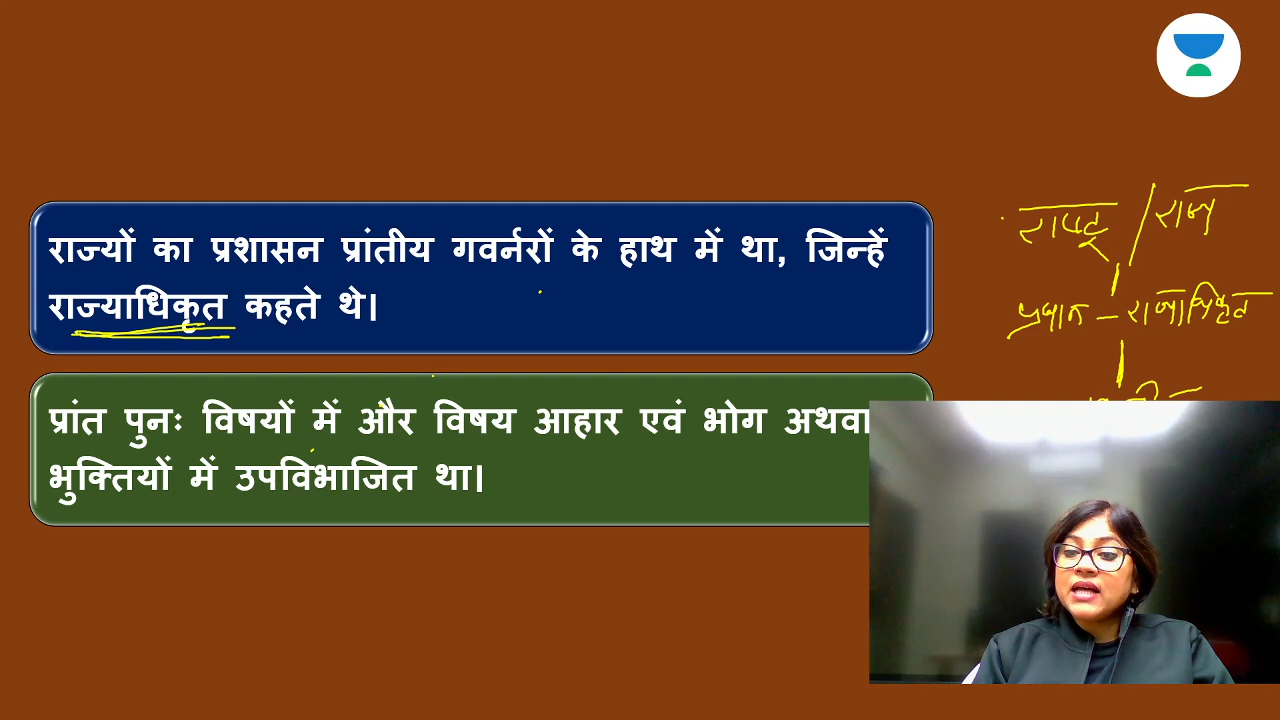 राज्यों का प्रशासन प्रांतीय गवर्नरों के हाथ में था, जिन्हें
राज्याधिकृत कहते थे।
प्रांत पुनः विषयों में और विषय आहार एवं भोग अथवा
भुक्तियों में उपविभाजित था।
राष्ट्र / राज्य
प्रधान – राज्याधिकृत